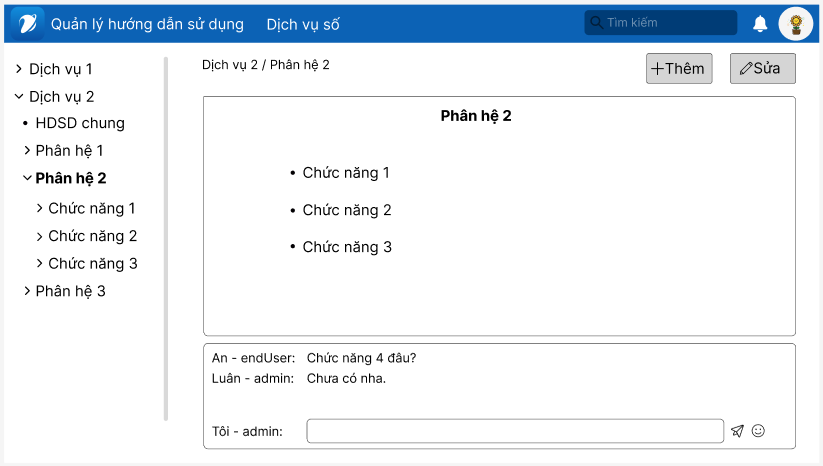 Quản lý hướng dẫn sử dụng Dịch vụ số Tìm kiếm
Dịch vụ 1
Dịch vụ 2
HDSD chung
Phân hệ 1
Phân hệ 2
Chức năng 1
Chức năng 2
Chức năng 3
Phân hệ 3
Dịch vụ 2 / Phân hệ 2
Thêm
Sửa
Phân hệ 2
• Chức năng 1
• Chức năng 2
• Chức năng 3
An - endUser: Chức năng 4 đâu?
Luân - admin: Chưa có nha.
Tôi - admin: